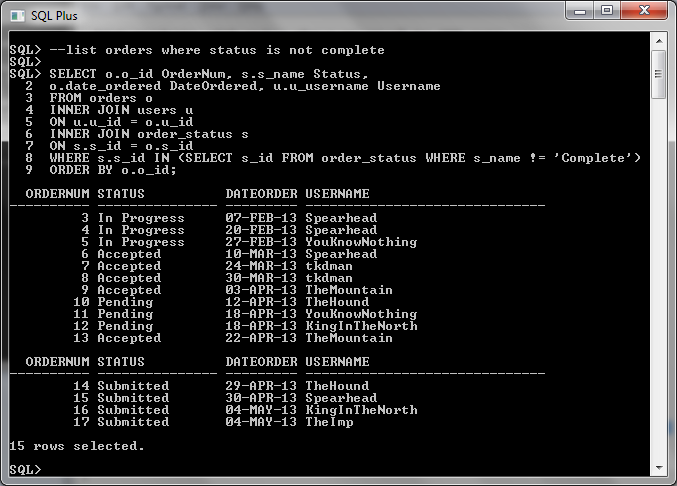 SQL Plus
SQL> --list orders where status is not complete
SQL>
SQL> SELECT o.o_id OrderNum, s.s_name Status,
2 o.date_ordered DateOrdered, u.u_username Username
3 FROM orders o
4 INNER JOIN users u
5 ON u.u_id = o.u_id
6 INNER JOIN order_status s
7 ON s.s_id = o.s_id
8 WHERE s.s_id IN (SELECT s_id FROM order_status WHERE s_name != 'Complete')
9 ORDER BY o.o_id;
ORDERNUM STATUS DATEORDER USERNAME
3 In Progress 07-FEB-13 Spearhead
4 In Progress 20-FEB-13 Spearhead
5 In Progress 27-FEB-13 YouKnowNothing
6 Accepted 10-MAR-13 Spearhead
7 Accepted 24-MAR-13 tkdman
8 Accepted 30-MAR-13 tkdman
9 Accepted 03-APR-13 TheMountain
10 Pending 12-APR-13 TheHound
11 Pending 18-APR-13 YouKnowNothing
12 Pending 18-APR-13 KingInTheNorth
13 Accepted 22-APR-13 TheMountain
ORDERNUM STATUS DATEORDER USERNAME
14 Submitted 29-APR-13 TheHound
15 Submitted 30-APR-13 Spearhead
16 Submitted 04-MAY-13 KingInTheNorth
17 Submitted 04-MAY-13 TheImp
15 rows selected.
SQL>